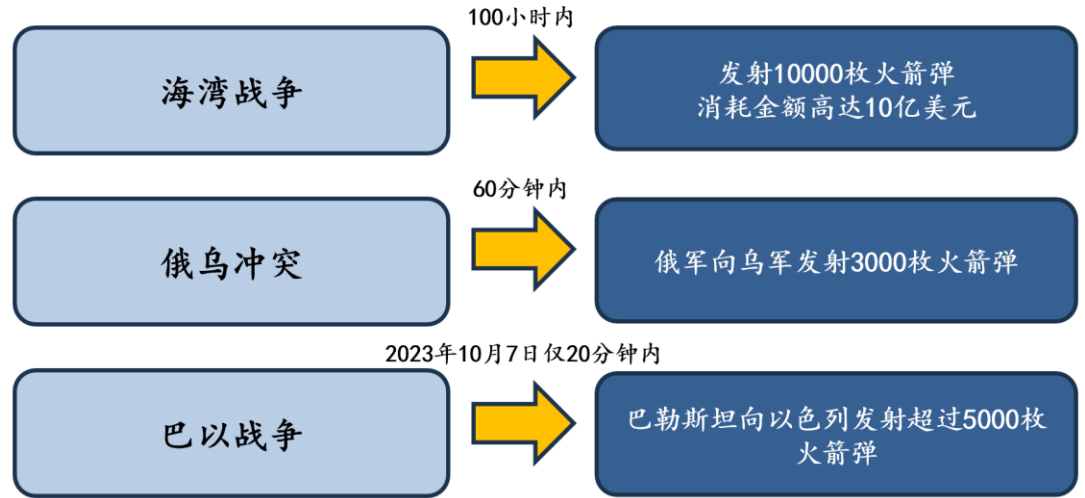 100小时内
海湾战争
发射10000枚火箭弹
消耗金额高达10亿美元
60分钟内
俄乌冲突
俄军向乌军发射3000枚火箭弹
2023年10月7日仅20分钟内
巴以战争
巴勒斯坦向以色列发射超过5000枚
火箭弹